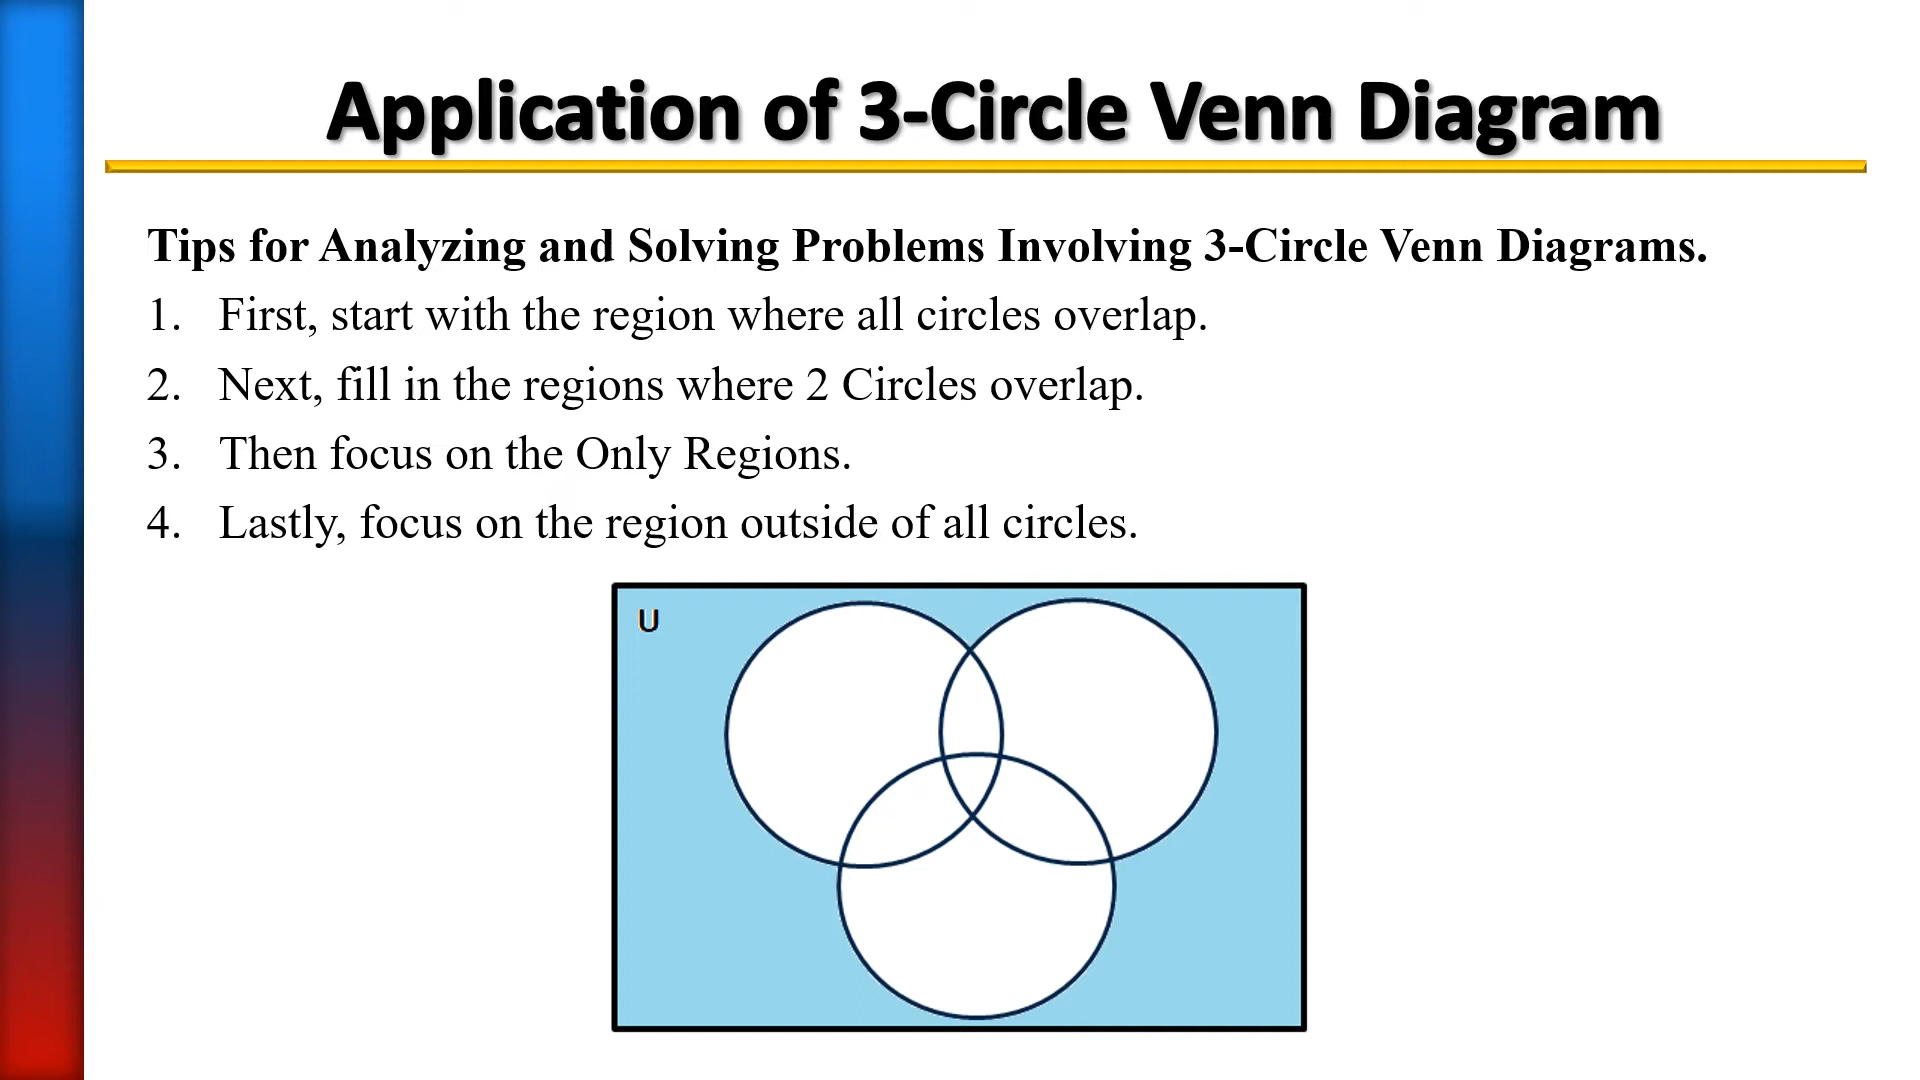 Application of 3-Circle Venn Diagram
Tips for Analyzing and Solving Problems Involving 3-Circle Venn Diagrams.
1. First, start with the region where all circles overlap.
2. Next, fill in the regions where 2 Circles overlap.
3. Then focus on the Only Regions.
4. Lastly, focus on the region outside of all circles.
U